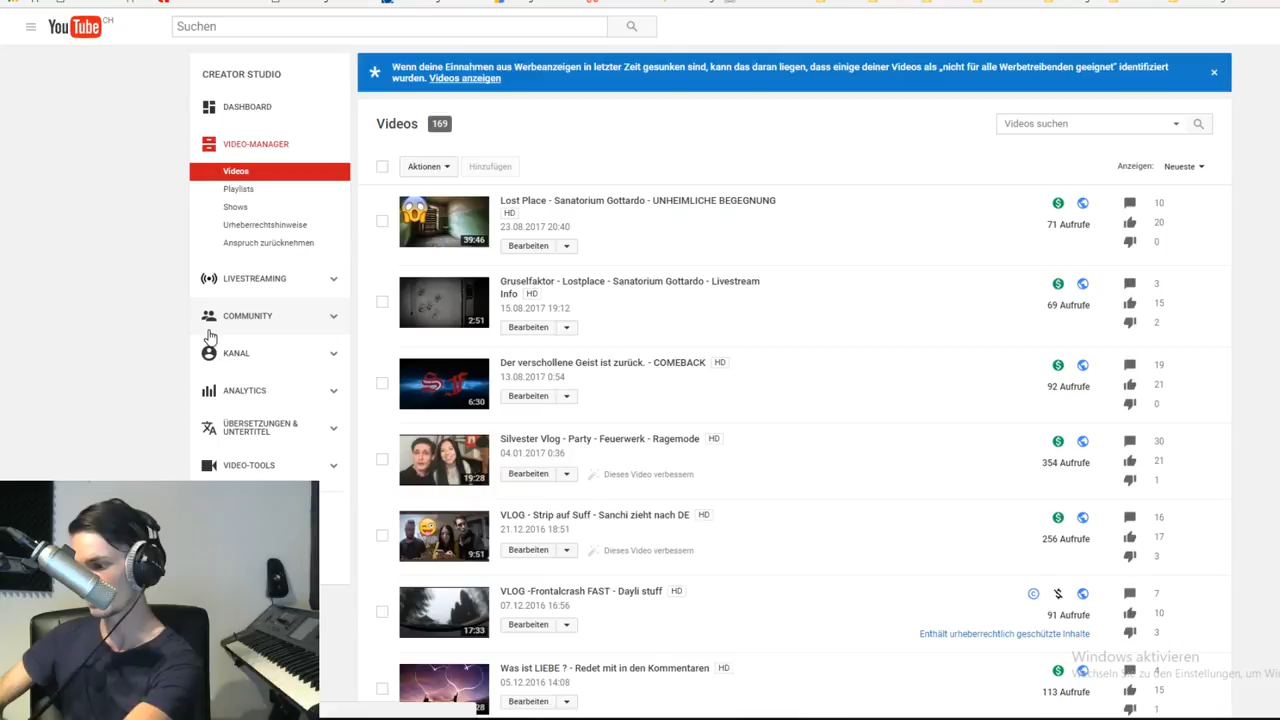 YouTube CH
Suchen
CREATOR STUDIO
DASHBOARD
VIDEO-MANAGER
Videos
Playlists
Shows
Urheberrechtshinweise
Anspruch zurücknehmen
LIVESTREAMING
COMMUNITY
KANAL
ANALYTICS
ÜBERSETZUNGEN &
UNTERTITEL
VIDEO-TOOLS
Wenn deine Einnahmen aus Werbeanzeigen in letzter Zeit gesunken sind, kann das daran liegen, dass einige deiner Videos als „nicht für alle Werbetreibenden geeignet" identifiziert
wurden. Videos anzeigen
Videos 169
Videos suchen
Aktionen
Hinzufügen
Anzeigen: Neueste
Lost Place - Sanatorium Gottardo - UNHEIMLICHE BEGEGNUNG
HD
23.08.2017 20:40
39:46
Bearbeiten
71 Aufrufe
10
20
0
Gruselfaktor - Lostplace - Sanatorium Gottardo - Livestream
Info HD
15.08.2017 19:12
2:51
Bearbeiten
69 Aufrufe
3
15
2
Der verschollene Geist ist zurück. - COMEBACK HD
13.08.2017 0:54
6:30
Bearbeiten
92 Aufrufe
19
21
0
Silvester Vlog - Party - Feuerwerk - Ragemode HD
04.01.2017 0:36
19:28
Bearbeiten
Dieses Video verbessern
354 Aufrufe
30
21
1
VLOG - Strip auf Suff - Sanchi zieht nach DE HD
21.12.2016 18:51
9:51
Bearbeiten
Dieses Video verbessern
256 Aufrufe
16
17
3
VLOG -Frontalcrash FAST - Dayli stuff HD
07.12.2016 16:56
17:33
Bearbeiten
91 Aufrufe
Enthält urheberrechtlich geschützte Inhalte
7
10
3
Was ist LIEBE ? - Redet mit in den Kommentaren HD
05.12.2016 14:08
:28
Bearbeiten
113 Aufrufe
4
15
1
Windows aktivieren
Wechseln Sie zu den Einstellungen, um Wi